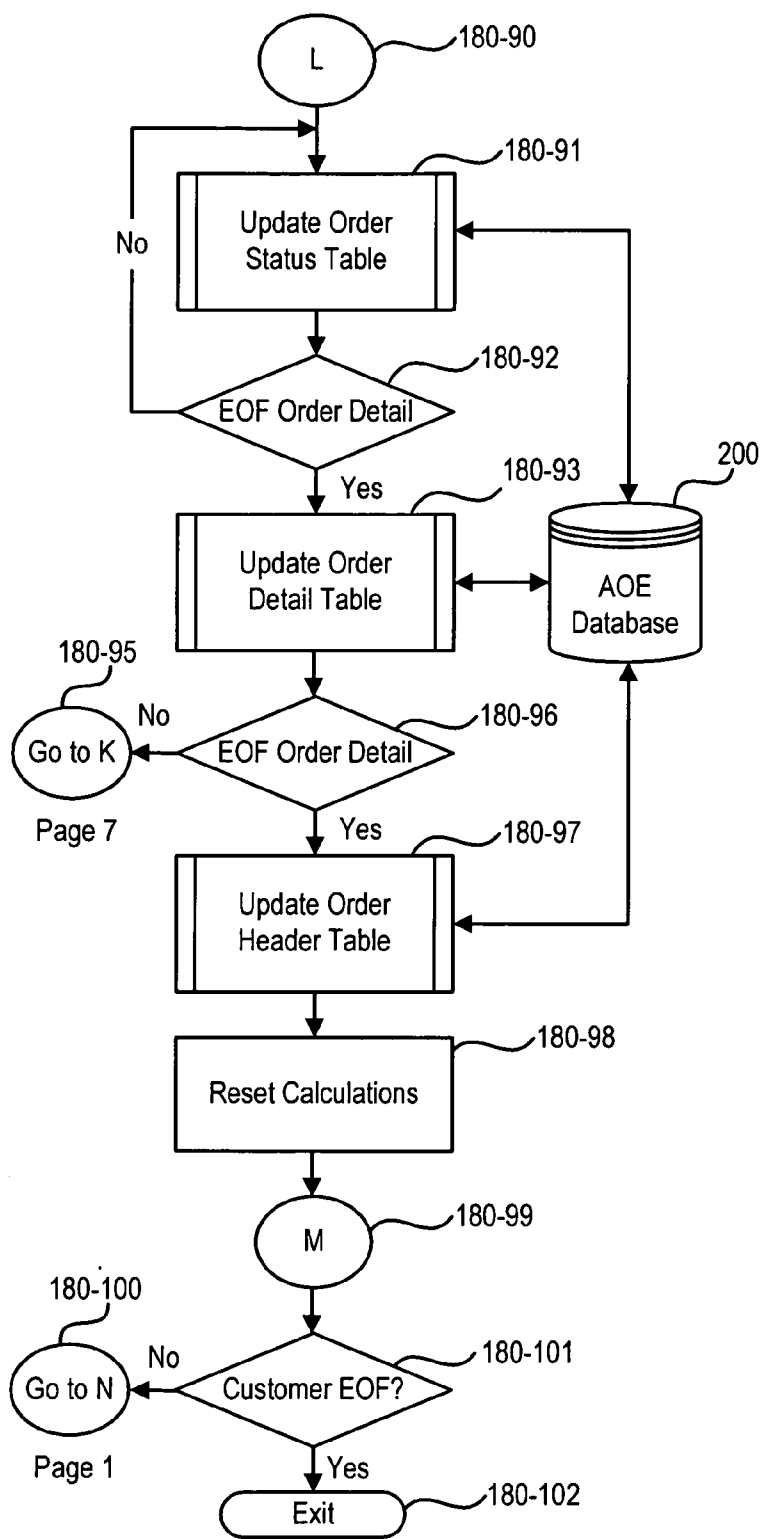 L
180-90
180-91
Update Order
Status Table
No
180-92
EOF Order Detail
Yes
180-93
200
Update Order
Detail Table
AOE
Database
180-95
Go to K
No
Page 7
180-96
EOF Order Detail
Yes
180-97
Update Order
Header Table
180-98
Reset Calculations
M
180-99
180-100
Go to N
No
Page 1
180-101
Customer EOF?
Yes
Exit
180-102